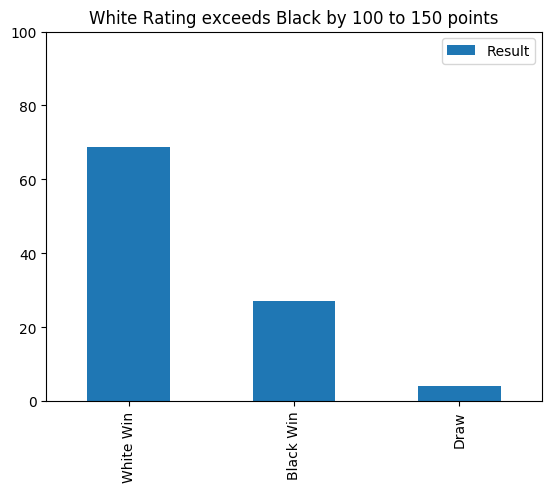 White Rating exceeds Black by 100 to 150 points
Result
100
80
60
40
20
0
White Win
Black Win
Draw